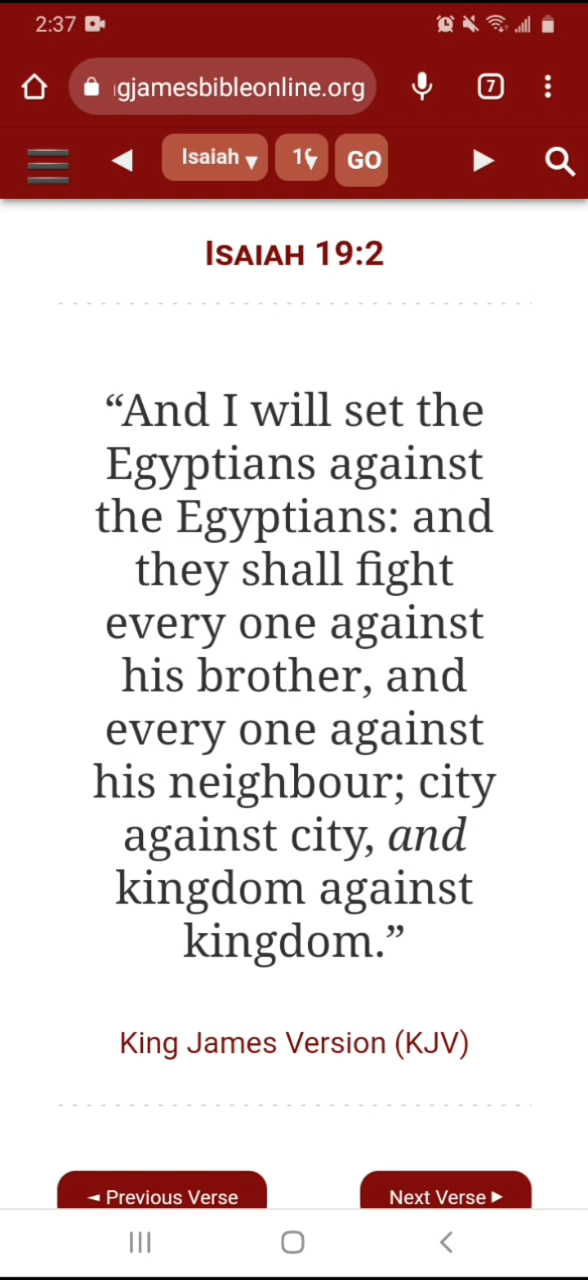 2:37
gjamesbibleonline.org
7
Isaiah
GO
ISAIAH 19:2
“And I will set the
Egyptians against
the Egyptians: and
they shall fight
every one against
his brother, and
every one against
his neighbour; city
against city, and
kingdom against
kingdom.”
King James Version (KJV)
◄ Previous Verse
Next Verse ►